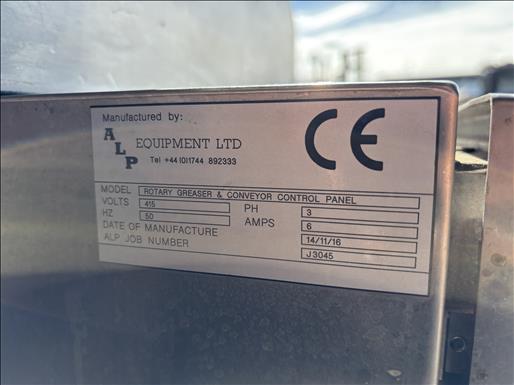 Manufactured by:
ALP EQUIPMENT LTD
Tel +44(0)1744 892333
CE
MODEL ROTARY GREASER & CONVEYOR CONTROL PANEL
VOLTS 415 PH 3
HZ 50 AMPS 6
DATE OF MANUFACTURE 14/11/16
ALP JOB NUMBER J3045